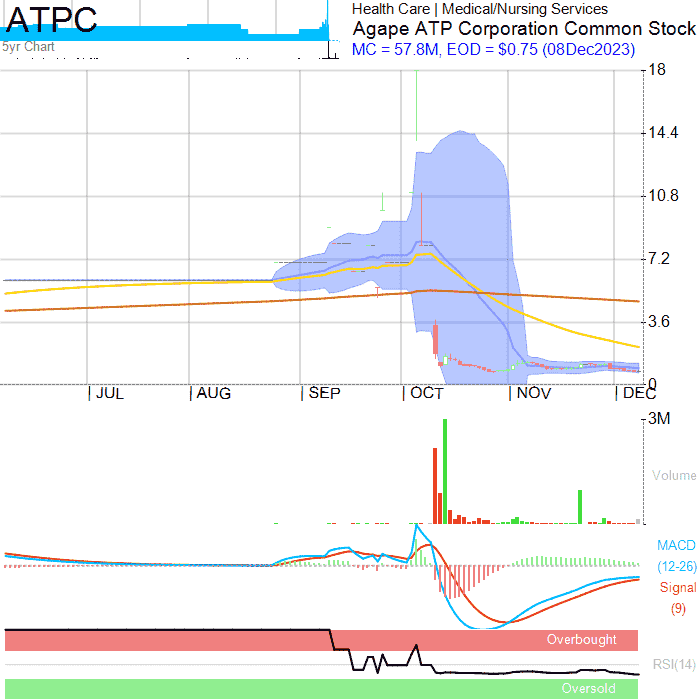 ATPC
5yr Chart
Health Care | Medical/Nursing Services
Agape ATP Corporation Common Stock
MC = 57.8M, EOD = $0.75 (08Dec2023)
18
14.4
10.8
7.2
3.6
0
JUL
AUG
SEP
OCT
NOV
DEC
3M
Volume
MACD
(12-26)
Signal
(9)
Overbought
RSI(14)
Oversold